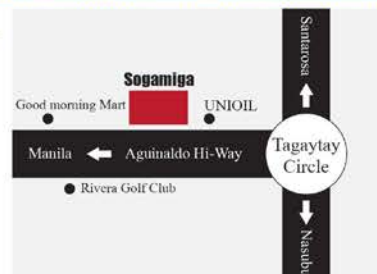 Santarosa
Sogamiga
Good morning Mart
UNIOIL
Manila
Aguinaldo Hi-Way
Tagaytay
Circle
Rivera Golf Club
Nasubu